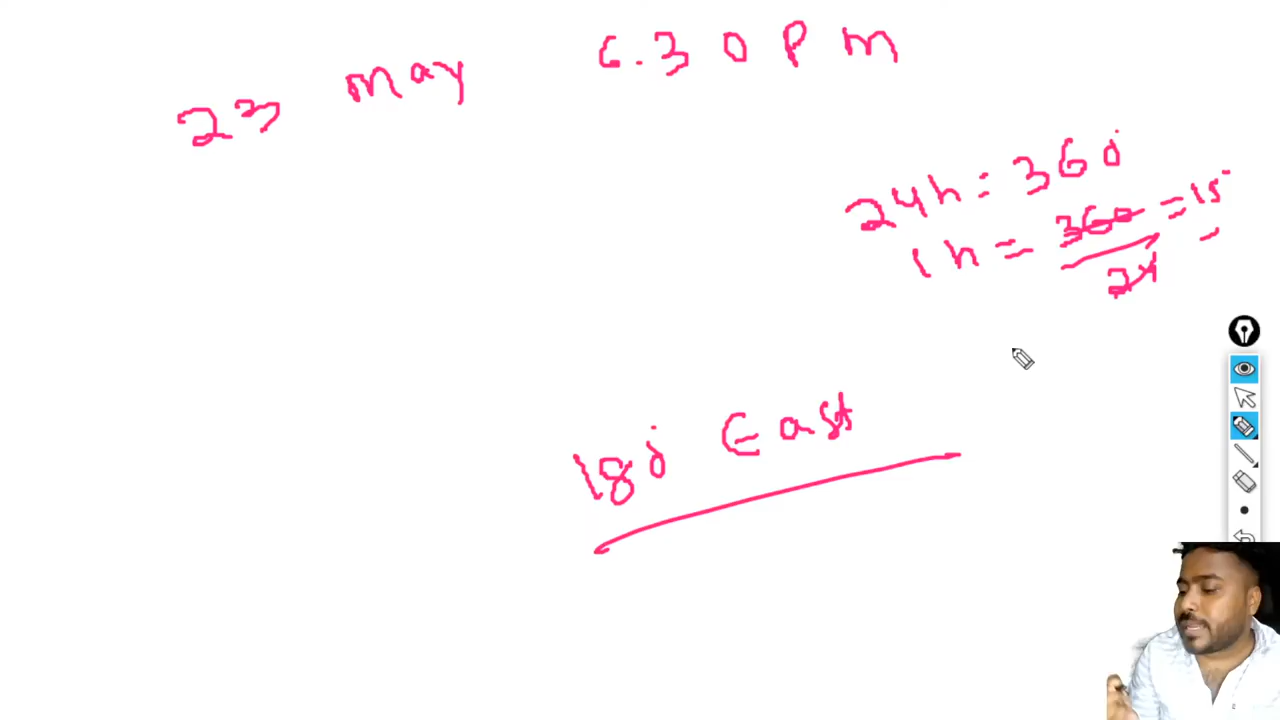 23 may 6.30 PM
24h = 360°
1h = 360/24 = 15°
180° East